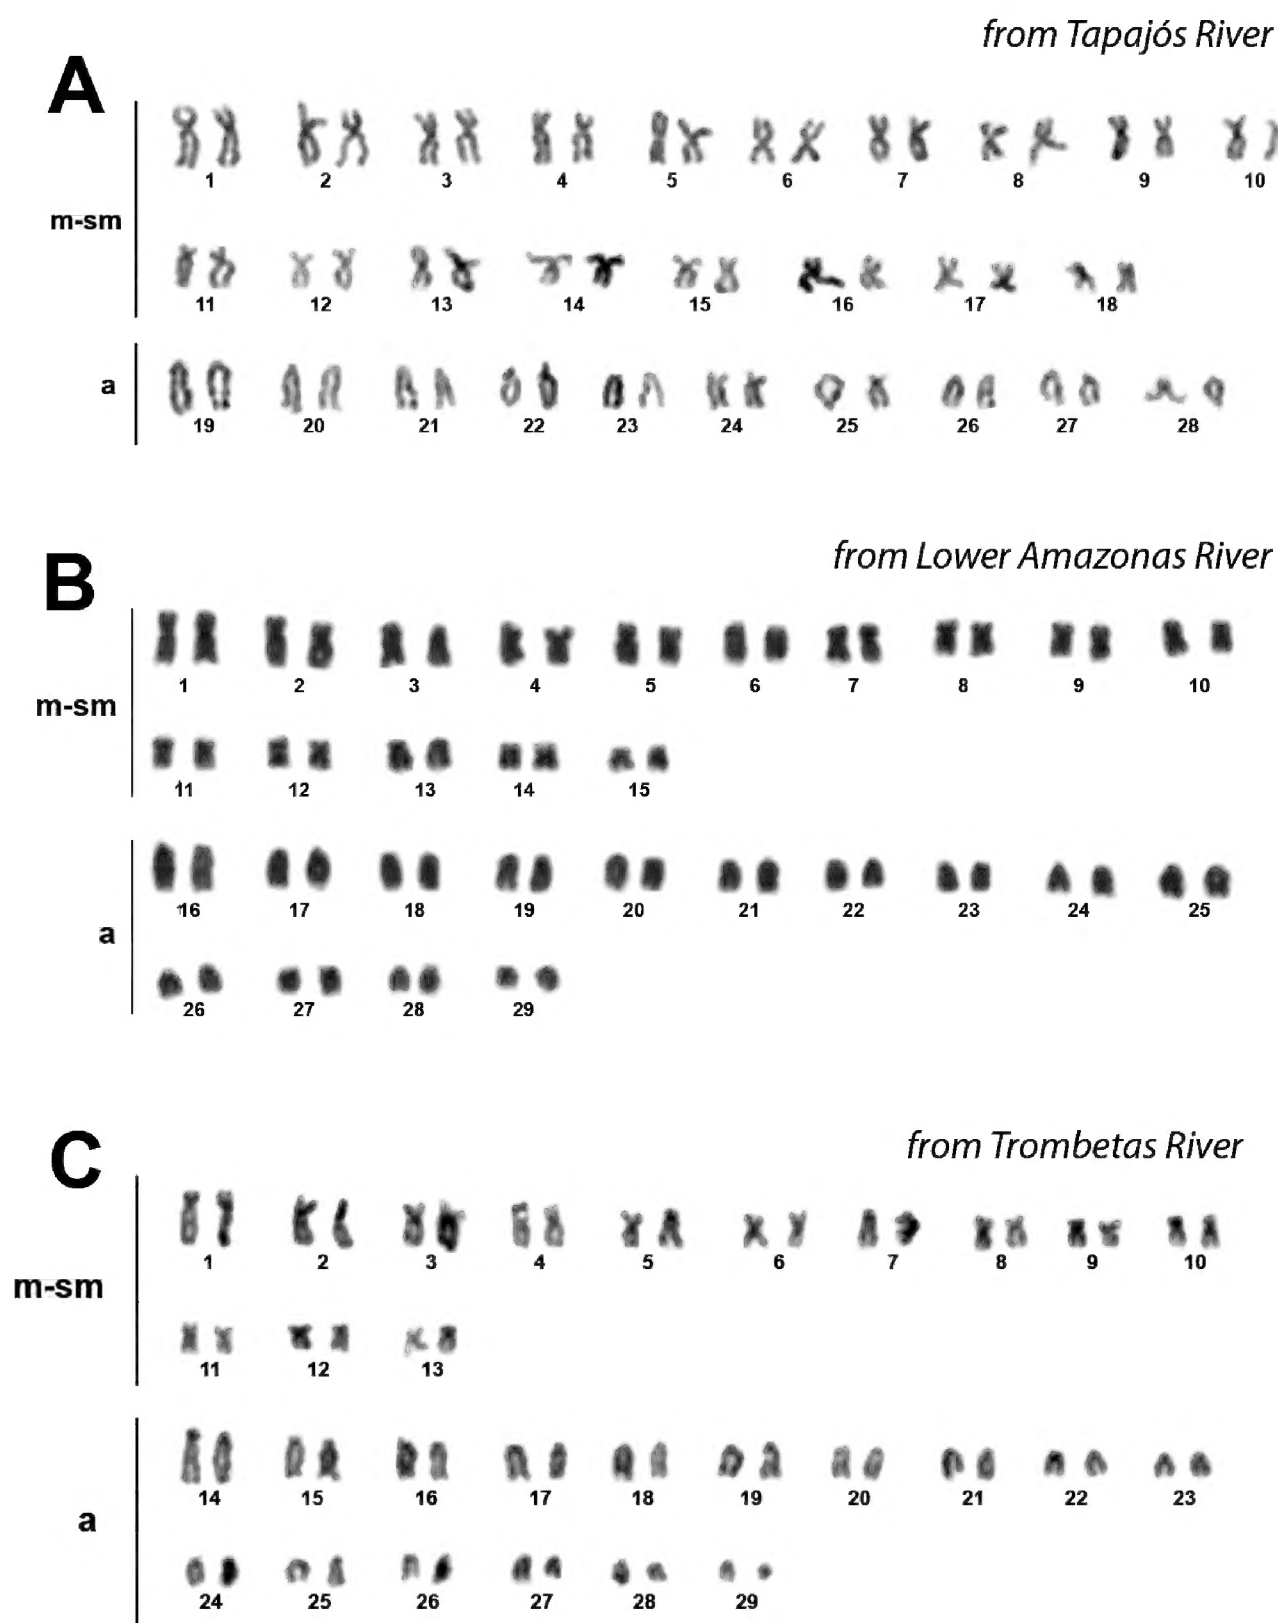 from Tapajós River
A
m-sm
1 2 3 4 5 6 7 8 9 10
11 12 13 14 15 16 17 18
a
19 20 21 22 23 24 25 26 27 28
from Lower Amazonas River
B
m-sm
1 2 3 4 5 6 7 8 9 10
11 12 13 14 15
a
16 17 18 19 20 21 22 23 24 25
26 27 28 29
from Trombetas River
C
m-sm
1 2 3 4 5 6 7 8 9 10
11 12 13
a
14 15 16 17 18 19 20 21 22 23
24 25 26 27 28 29